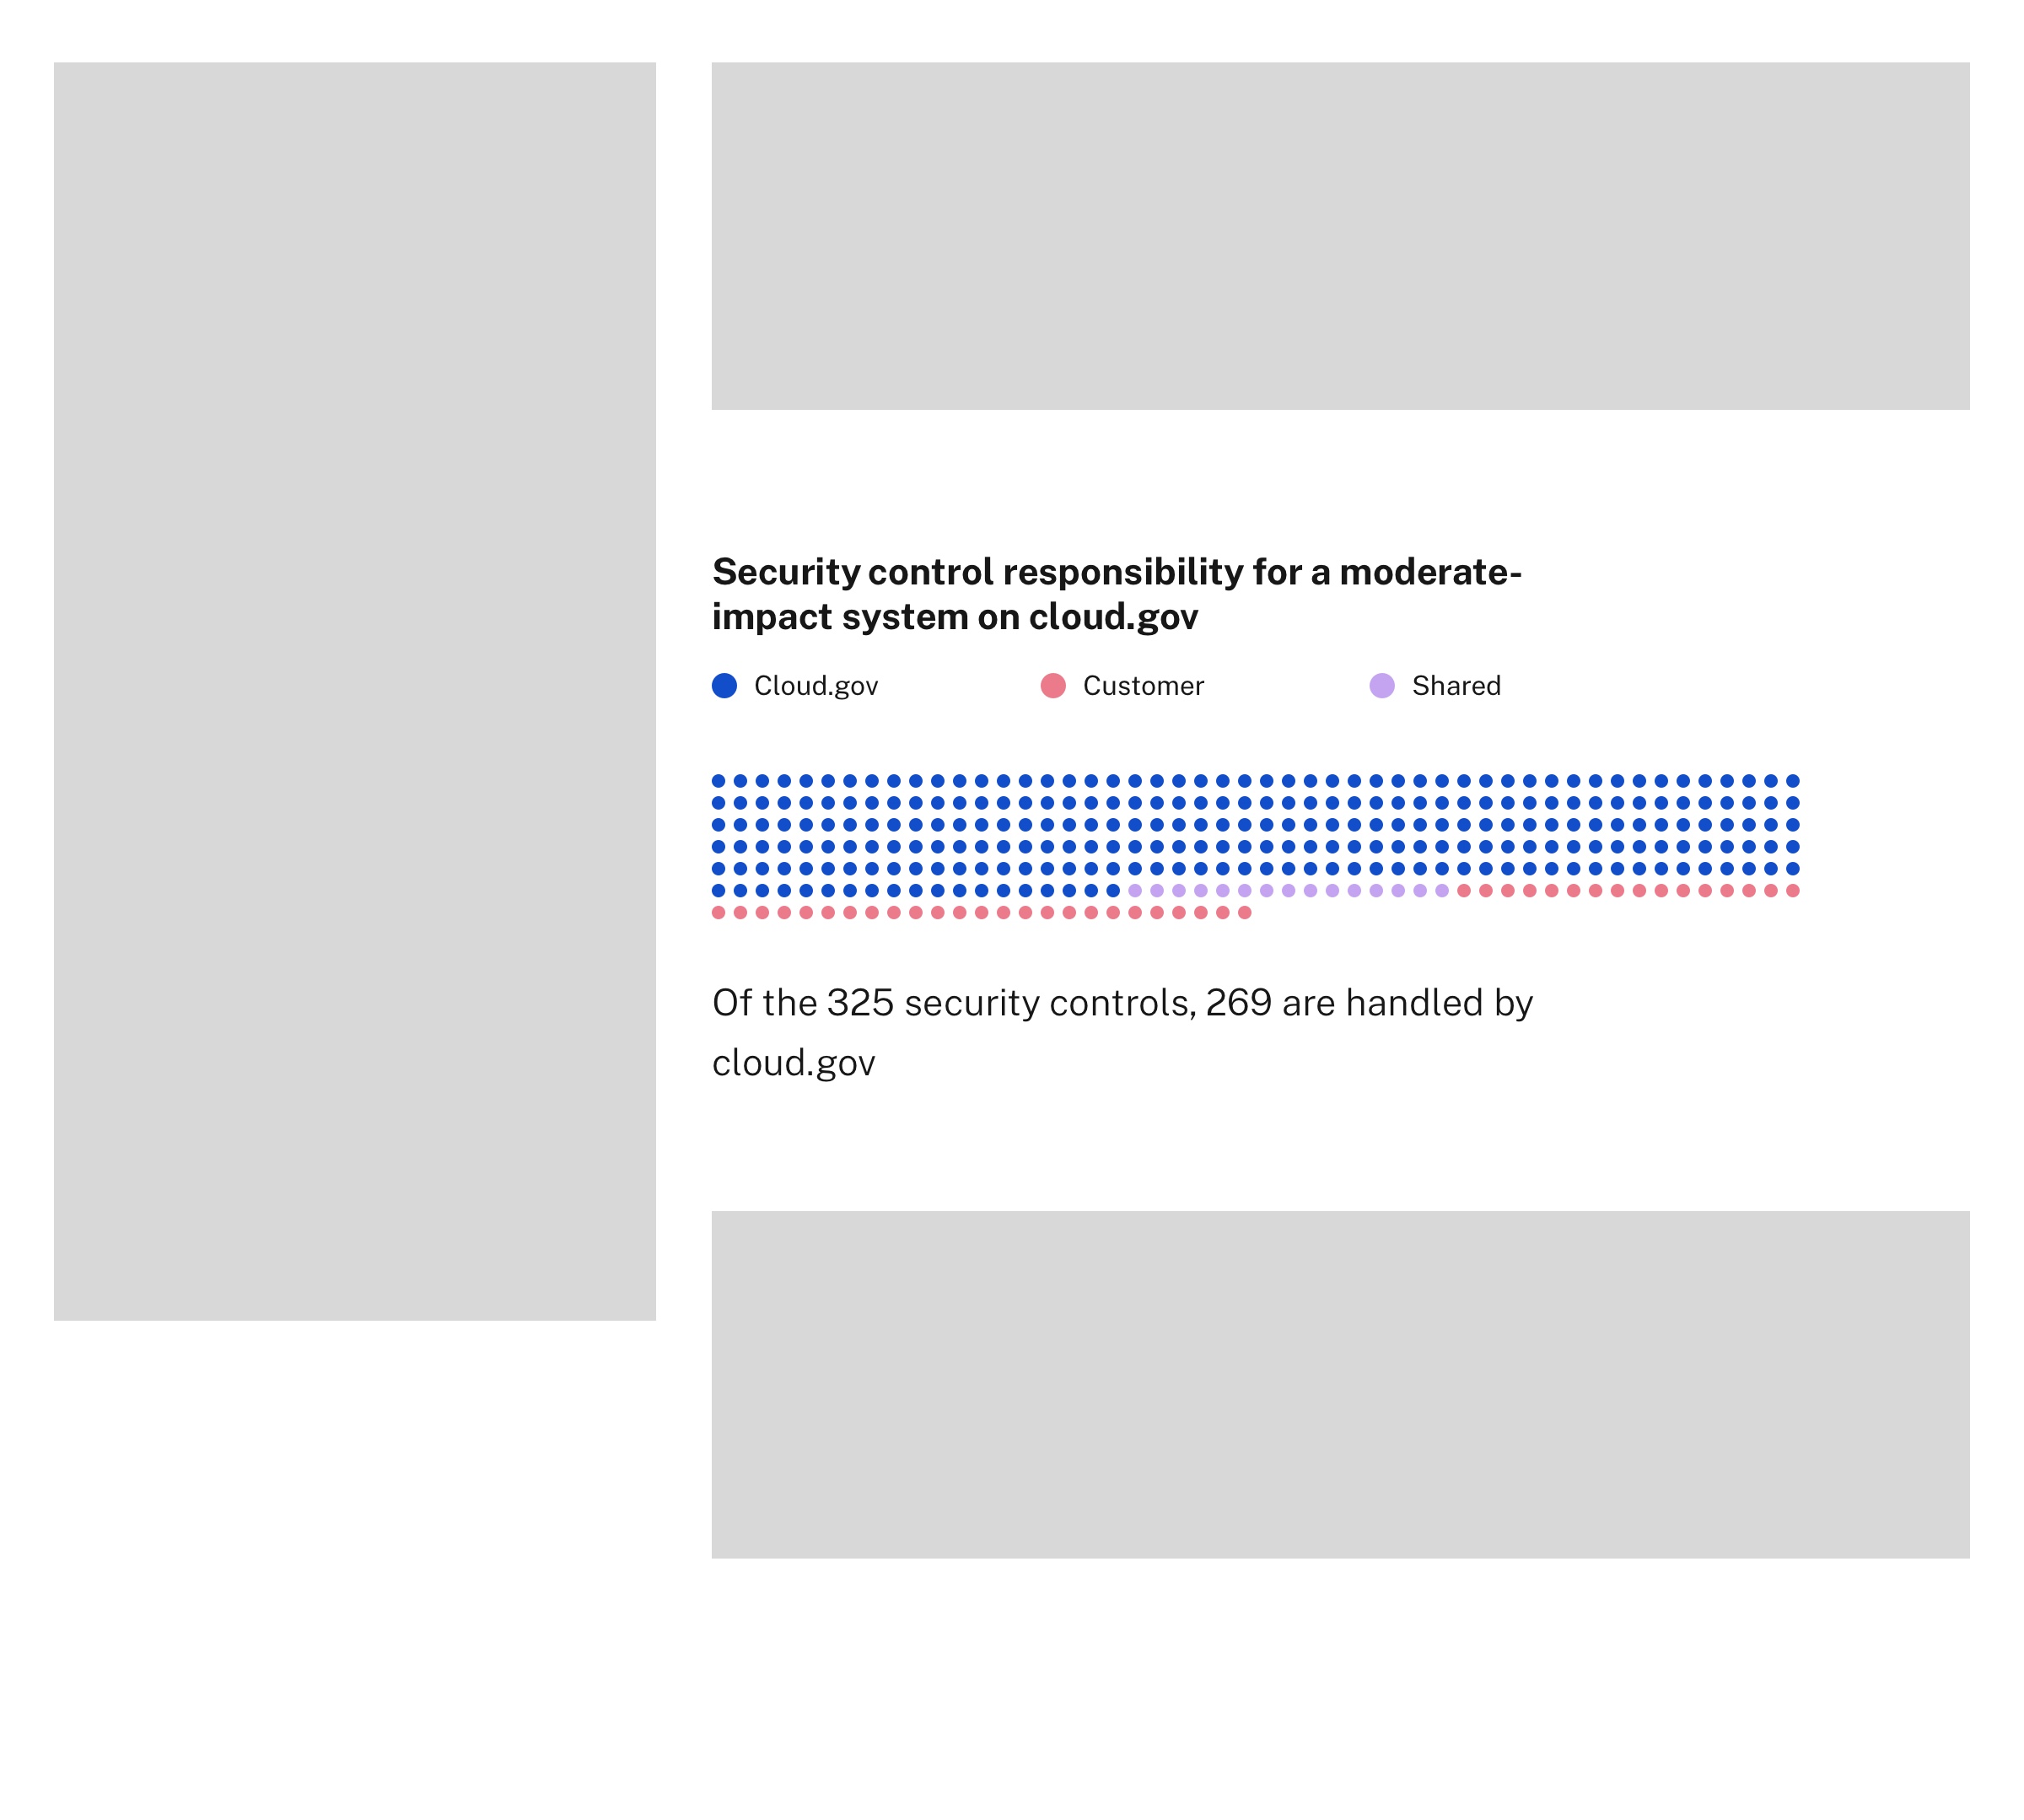 Security control responsibility for a moderate-
impact system on cloud.gov
Cloud.gov
Customer
Shared
Of the 325 security controls, 269 are handled by
cloud.gov